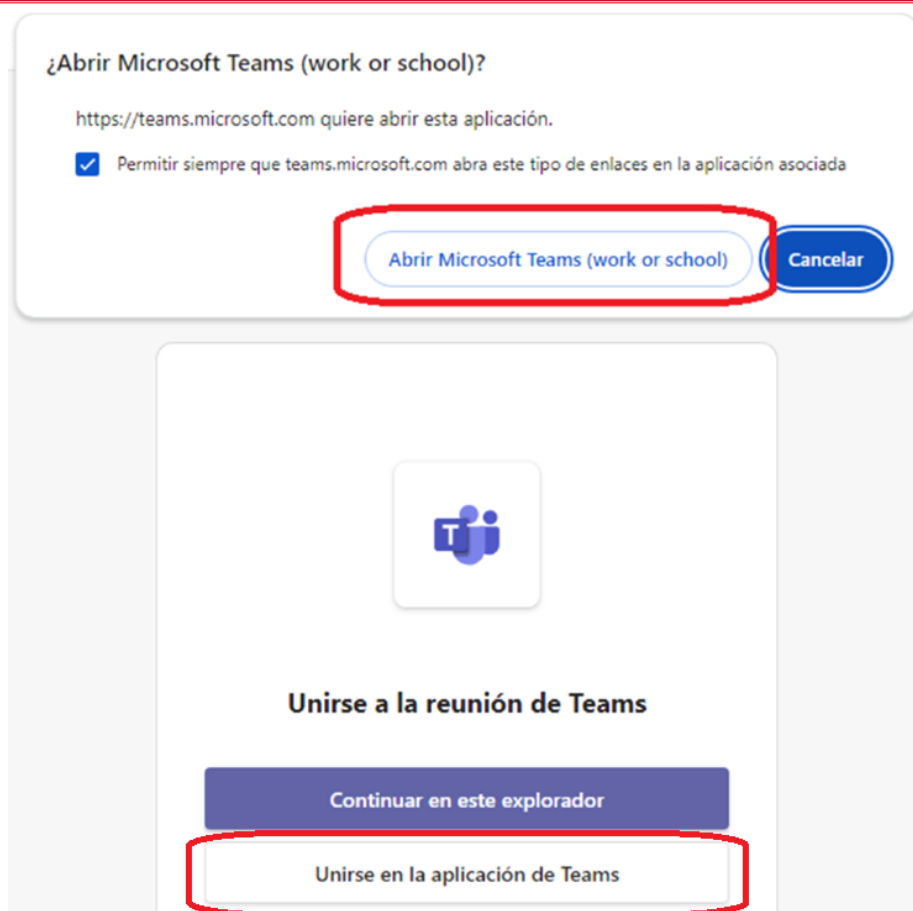 ¿Abrir Microsoft Teams (work or school)?
https://teams.microsoft.com quiere abrir esta aplicación.
Permitir siempre que teams.microsoft.com abra este tipo de enlaces en la aplicación asociada
Abrir Microsoft Teams (work or school) Cancelar
T
Unirse a la reunión de Teams
Continuar en este explorador
Unirse en la aplicación de Teams